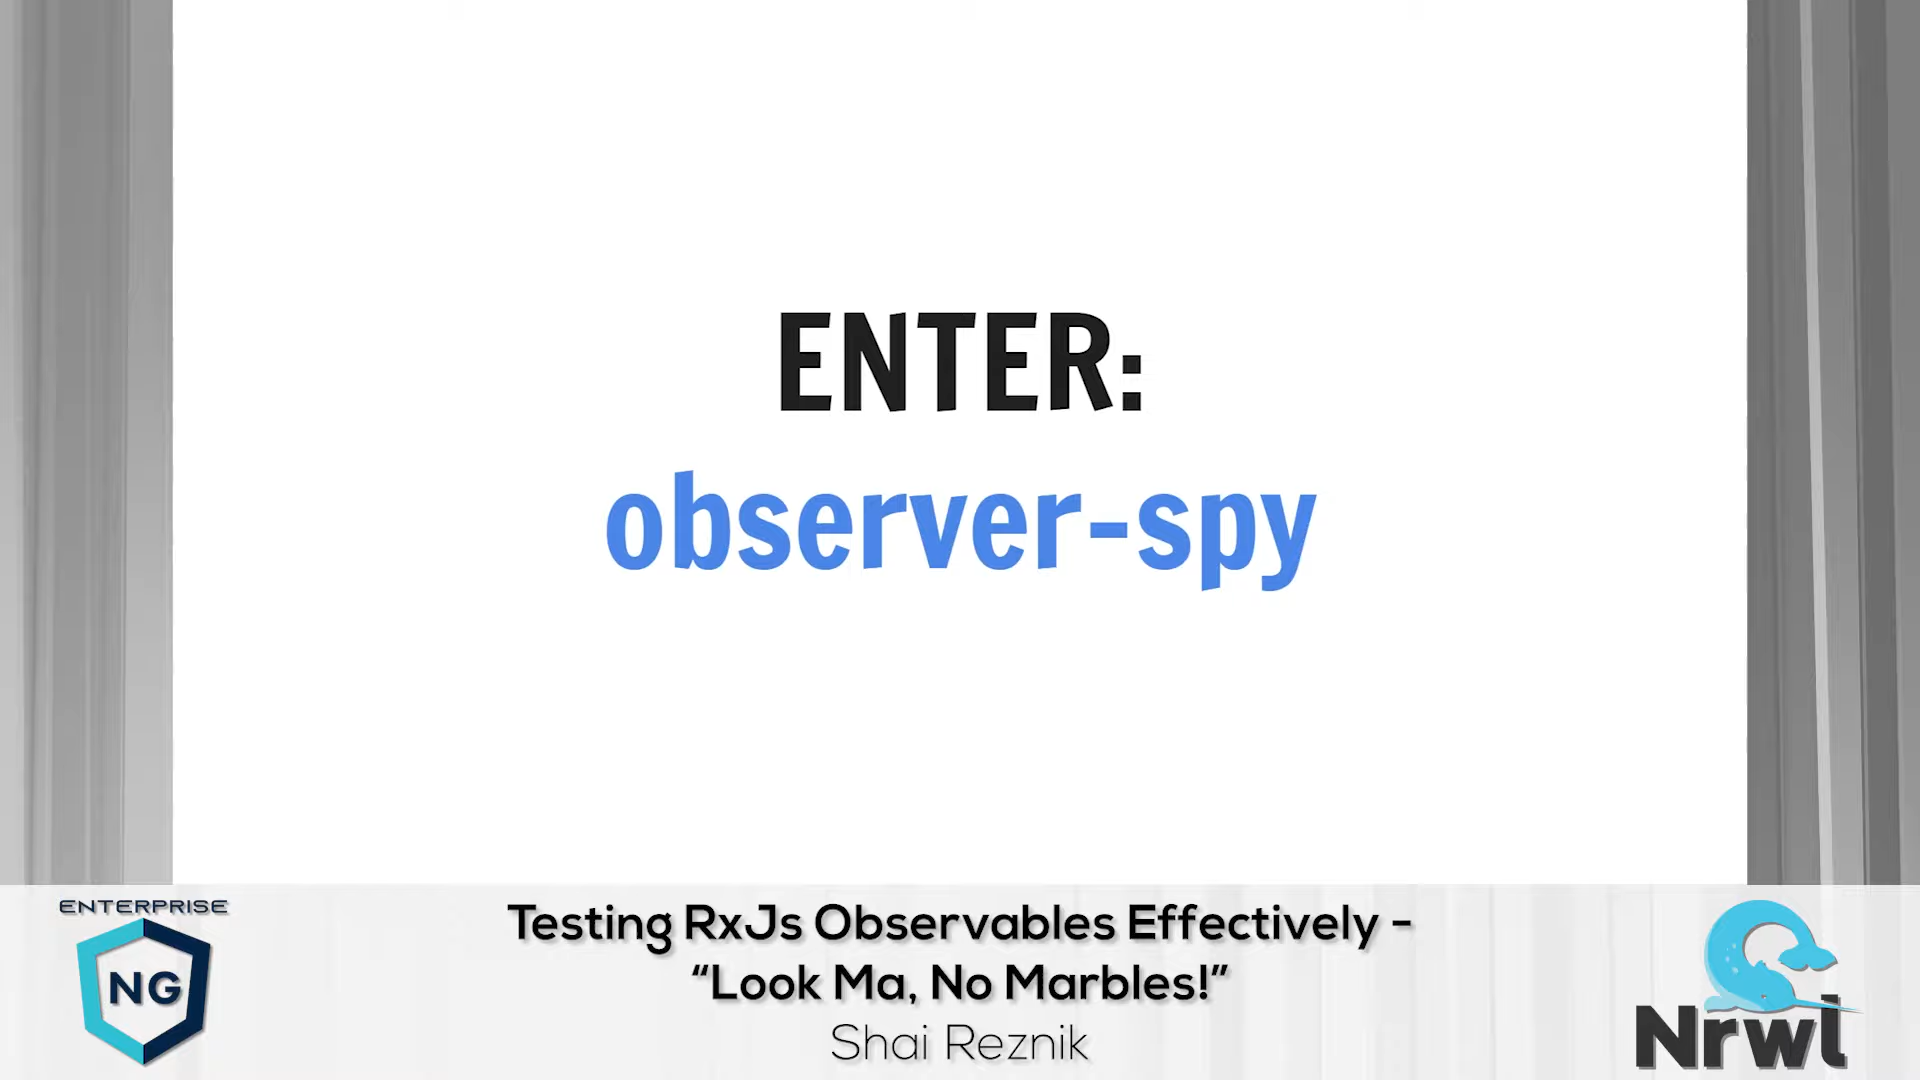 ENTER:
observer-spy
ENTERPRISE
NG
Testing RxJs Observables Effectively -
“Look Ma, No Marbles!”
Shai Reznik
Nrwl